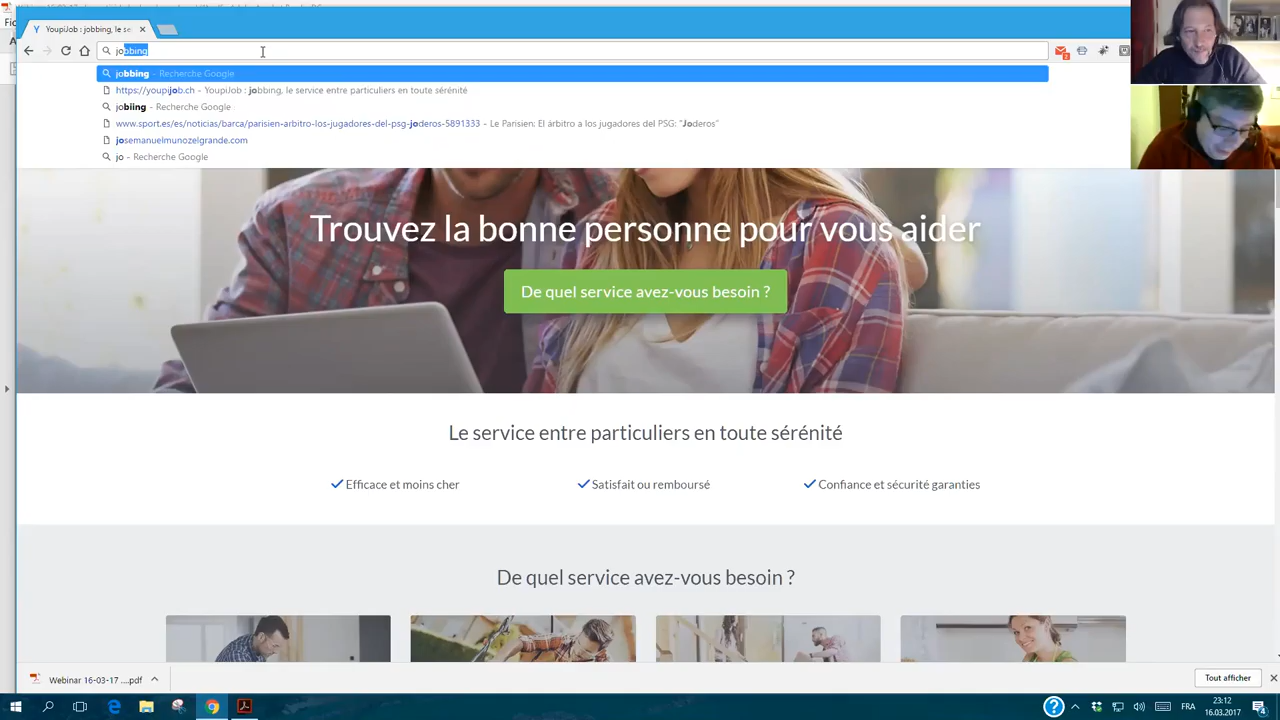 YoupiJob : jobbing, le se
jobbing
jobbing – Recherche Google
https://youpijob.ch – YoupiJob : jobbing, le service entre particuliers en toute sérénité
jobiing – Recherche Google
www.sport.es/es/noticias/barca/parisien-arbitro-los-jugadores-del-psg-joderos-5891333 – Le Parisien: El árbitro a los jugadores del PSG: "Joderos"
josemanuelmunozelgrande.com
jo – Recherche Google
Trouvez la bonne personne pour vous aider
De quel service avez-vous besoin ?
Le service entre particuliers en toute sérénité
Efficace et moins cher
Satisfait ou remboursé
Confiance et sécurité garanties
De quel service avez-vous besoin ?
Webinar 16-03-17 ....pdf
Tout afficher
FRA
23:12
16.03.2017